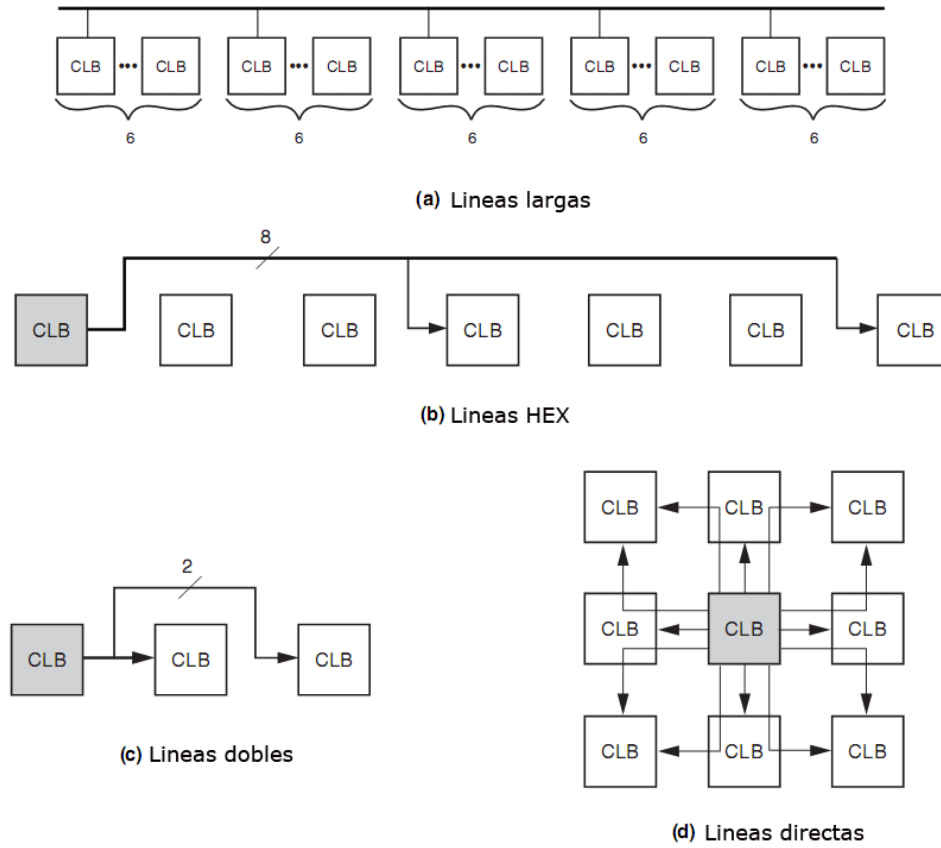 CLB ••• CLB CLB ••• CLB CLB ••• CLB CLB ••• CLB CLB ••• CLB
6 6 6 6 6
(a) Lineas largas
8
CLB CLB CLB CLB CLB CLB CLB
(b) Lineas HEX
2
CLB CLB CLB
(c) Lineas dobles
CLB CLB CLB
CLB CLB CLB
CLB CLB CLB
(d) Lineas directas